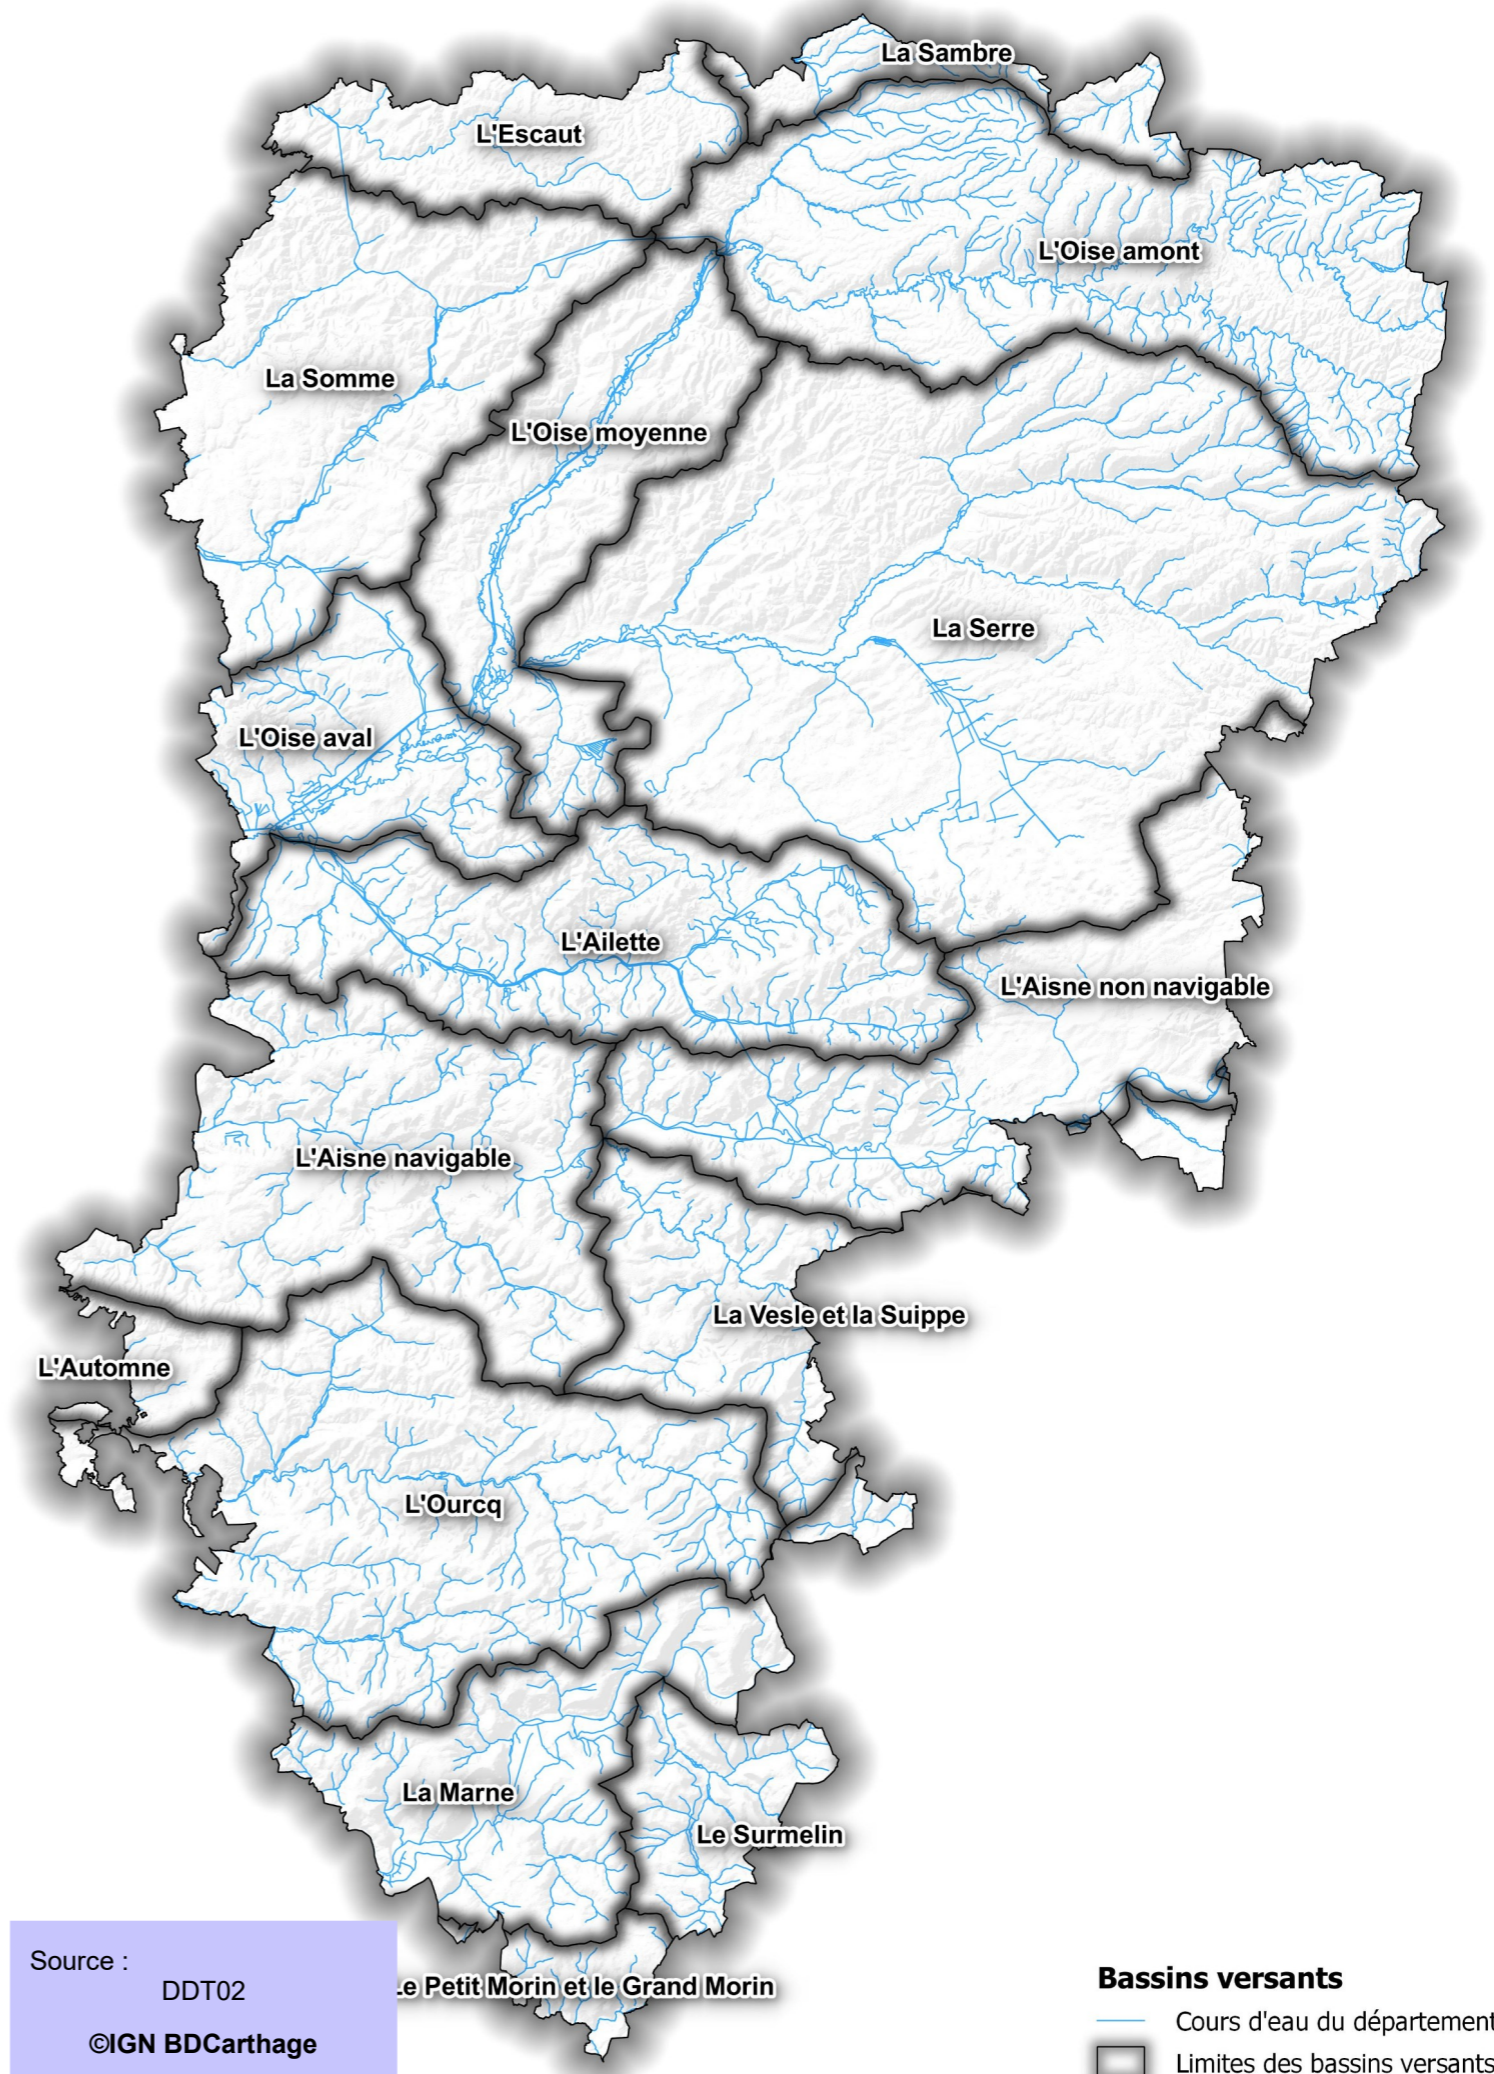 La Sambre
L'Escaut
L'Oise amont
La Somme
L'Oise moyenne
La Serre
L'Oise aval
L'Ailette
L'Aisne non navigable
L'Aisne navigable
La Vesle et la Suippe
L'Automne
L'Ourcq
La Marne
Le Surmelin
Le Petit Morin et le Grand Morin
Source :
DDT02
©IGN BDCarthage
Bassins versants
Cours d'eau du département
Limites des bassins versants